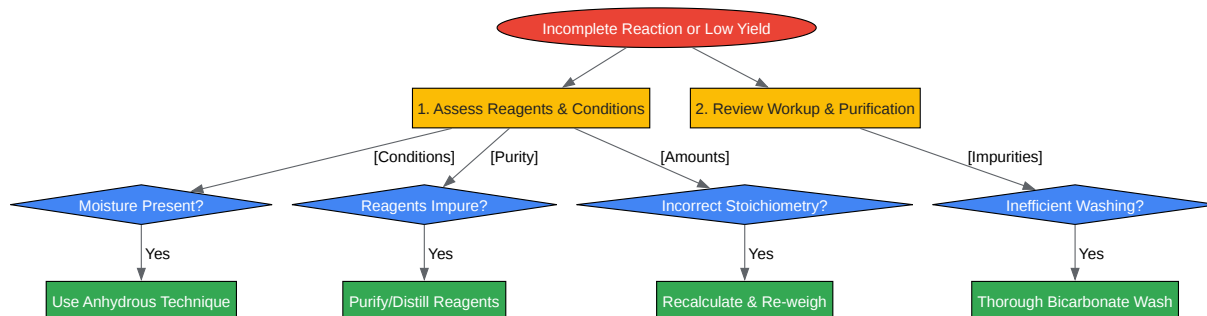 Incomplete Reaction or Low Yield
1. Assess Reagents & Conditions
2. Review Workup & Purification
[Conditions]
[Purity]
[Amounts]
[Impurities]
Moisture Present?
Reagents Impure?
Incorrect Stoichiometry?
Inefficient Washing?
Yes
Yes
Yes
Yes
Use Anhydrous Technique
Purify/Distill Reagents
Recalculate & Re-weigh
Thorough Bicarbonate Wash